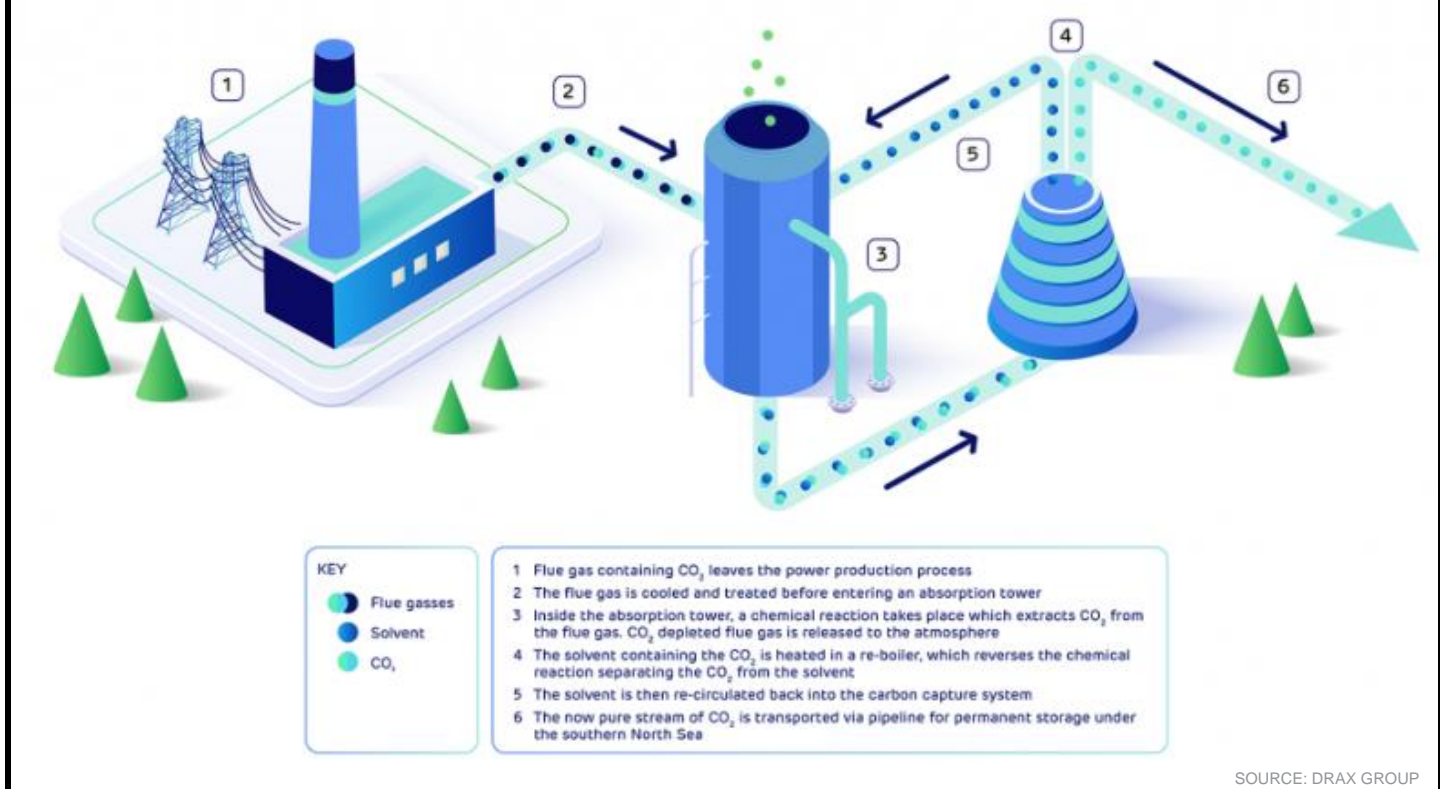 1
2
3
4
5
6
KEY
Flue gasses
Solvent
CO₂
1 Flue gas containing CO₂ leaves the power production process
2 The flue gas is cooled and treated before entering an absorption tower
3 Inside the absorption tower, a chemical reaction takes place which extracts CO₂ from
the flue gas. CO₂ depleted flue gas is released to the atmosphere
4 The solvent containing the CO₂ is heated in a re-boiler, which reverses the chemical
reaction separating the CO₂ from the solvent
5 The solvent is then re-circulated back into the carbon capture system
6 The now pure stream of CO₂ is transported via pipeline for permanent storage under
the southern North Sea
SOURCE: DRAX GROUP